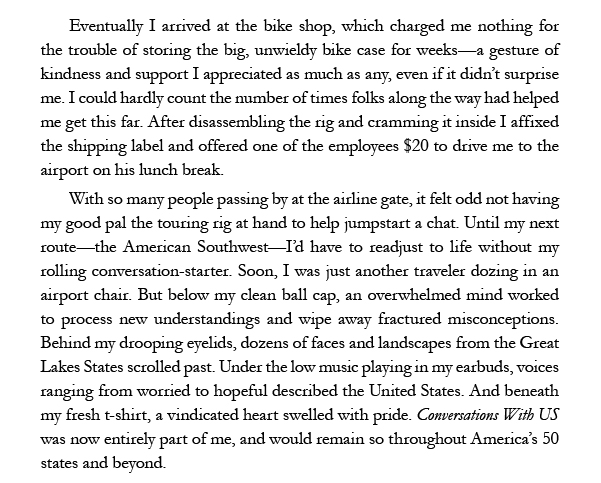 Eventually I arrived at the bike shop, which charged me nothing for
the trouble of storing the big, unwieldy bike case for weeks—a gesture of
kindness and support I appreciated as much as any, even if it didn’t surprise
me. I could hardly count the number of times folks along the way had helped
me get this far. After disassembling the rig and cramming it inside I affixed
the shipping label and offered one of the employees $20 to drive me to the
airport on his lunch break.
With so many people passing by at the airline gate, it felt odd not having
my good pal the touring rig at hand to help jumpstart a chat. Until my next
route—the American Southwest—I’d have to readjust to life without my
rolling conversation-starter. Soon, I was just another traveler dozing in an
airport chair. But below my clean ball cap, an overwhelmed mind worked
to process new understandings and wipe away fractured misconceptions.
Behind my drooping eyelids, dozens of faces and landscapes from the Great
Lakes States scrolled past. Under the low music playing in my earbuds, voices
ranging from worried to hopeful described the United States. And beneath
my fresh t-shirt, a vindicated heart swelled with pride. Conversations With US
was now entirely part of me, and would remain so throughout America’s 50
states and beyond.